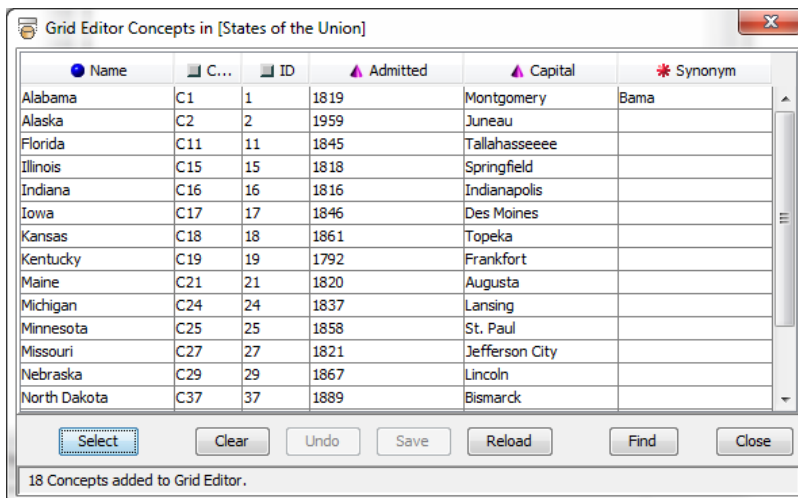 Grid Editor Concepts in [States of the Union]
Name C... ID Admitted Capital Synonym
Alabama C1 1 1819 Montgomery Bama
Alaska C2 2 1959 Juneau
Florida C11 11 1845 Tallahasseeee
Illinois C15 15 1818 Springfield
Indiana C16 16 1816 Indianapolis
Iowa C17 17 1846 Des Moines
Kansas C18 18 1861 Topeka
Kentucky C19 19 1792 Frankfort
Maine C21 21 1820 Augusta
Michigan C24 24 1837 Lansing
Minnesota C25 25 1858 St. Paul
Missouri C27 27 1821 Jefferson City
Nebraska C29 29 1867 Lincoln
North Dakota C37 37 1889 Bismarck
Select Clear Undo Save Reload Find Close
18 Concepts added to Grid Editor.